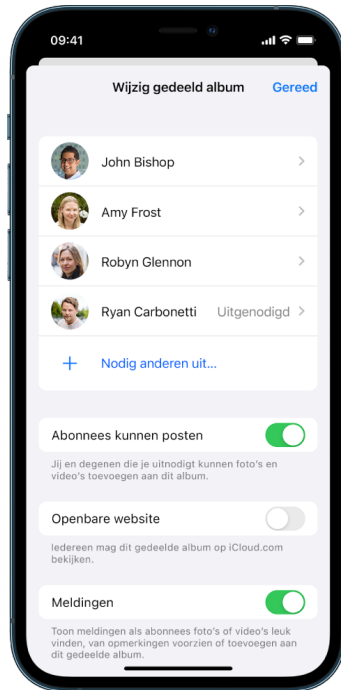 09:41
Wijzig gedeeld album Gereed
John Bishop
Amy Frost
Robyn Glennon
Ryan Carbonetti Uitgenodigd
Nodig anderen uit...
Abonnees kunnen posten
Jij en degenen die je uitnodigt kunnen foto's en
video's toevoegen aan dit album.
Openbare website
Iedereen mag dit gedeelde album op iCloud.com
bekijken.
Meldingen
Toon meldingen als abonnees foto's of video's leuk
vinden, van opmerkingen voorzien of toevoegen aan
dit gedeelde album.